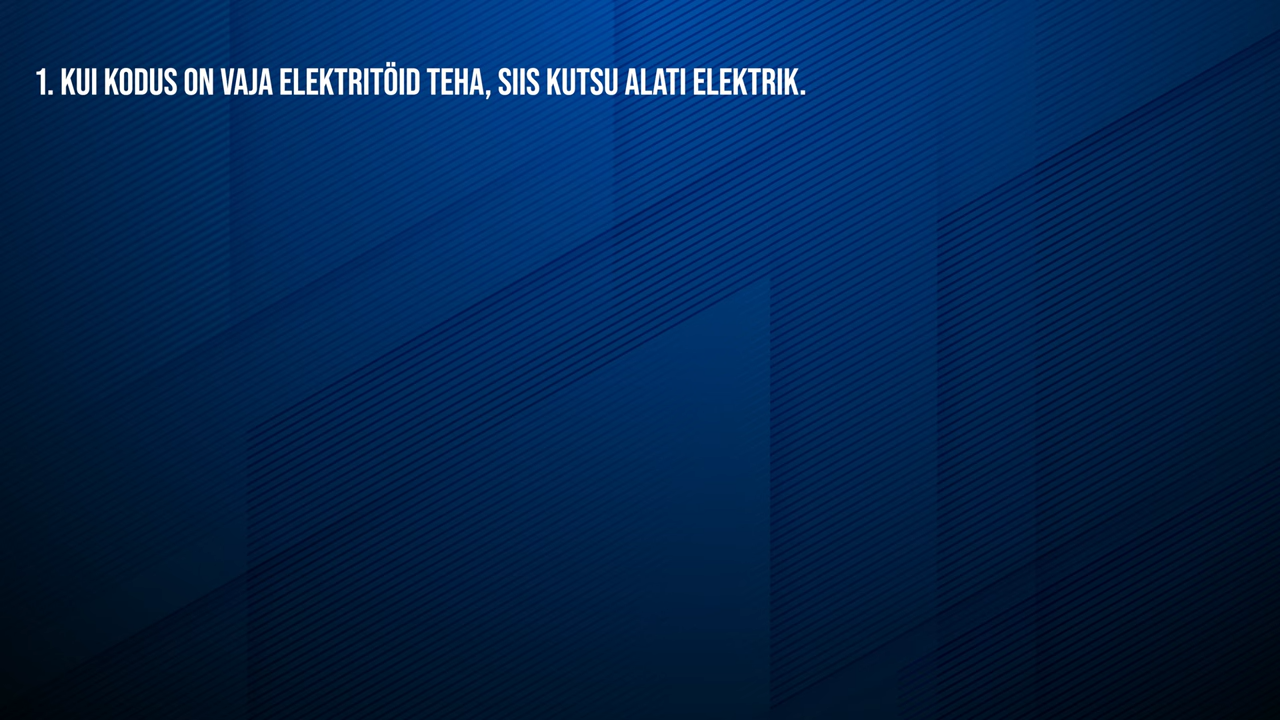 1. KUI KODUS ON VAJA ELEKTRITÖID TEHA, SIIS KUTSU ALATI ELEKTRIK.